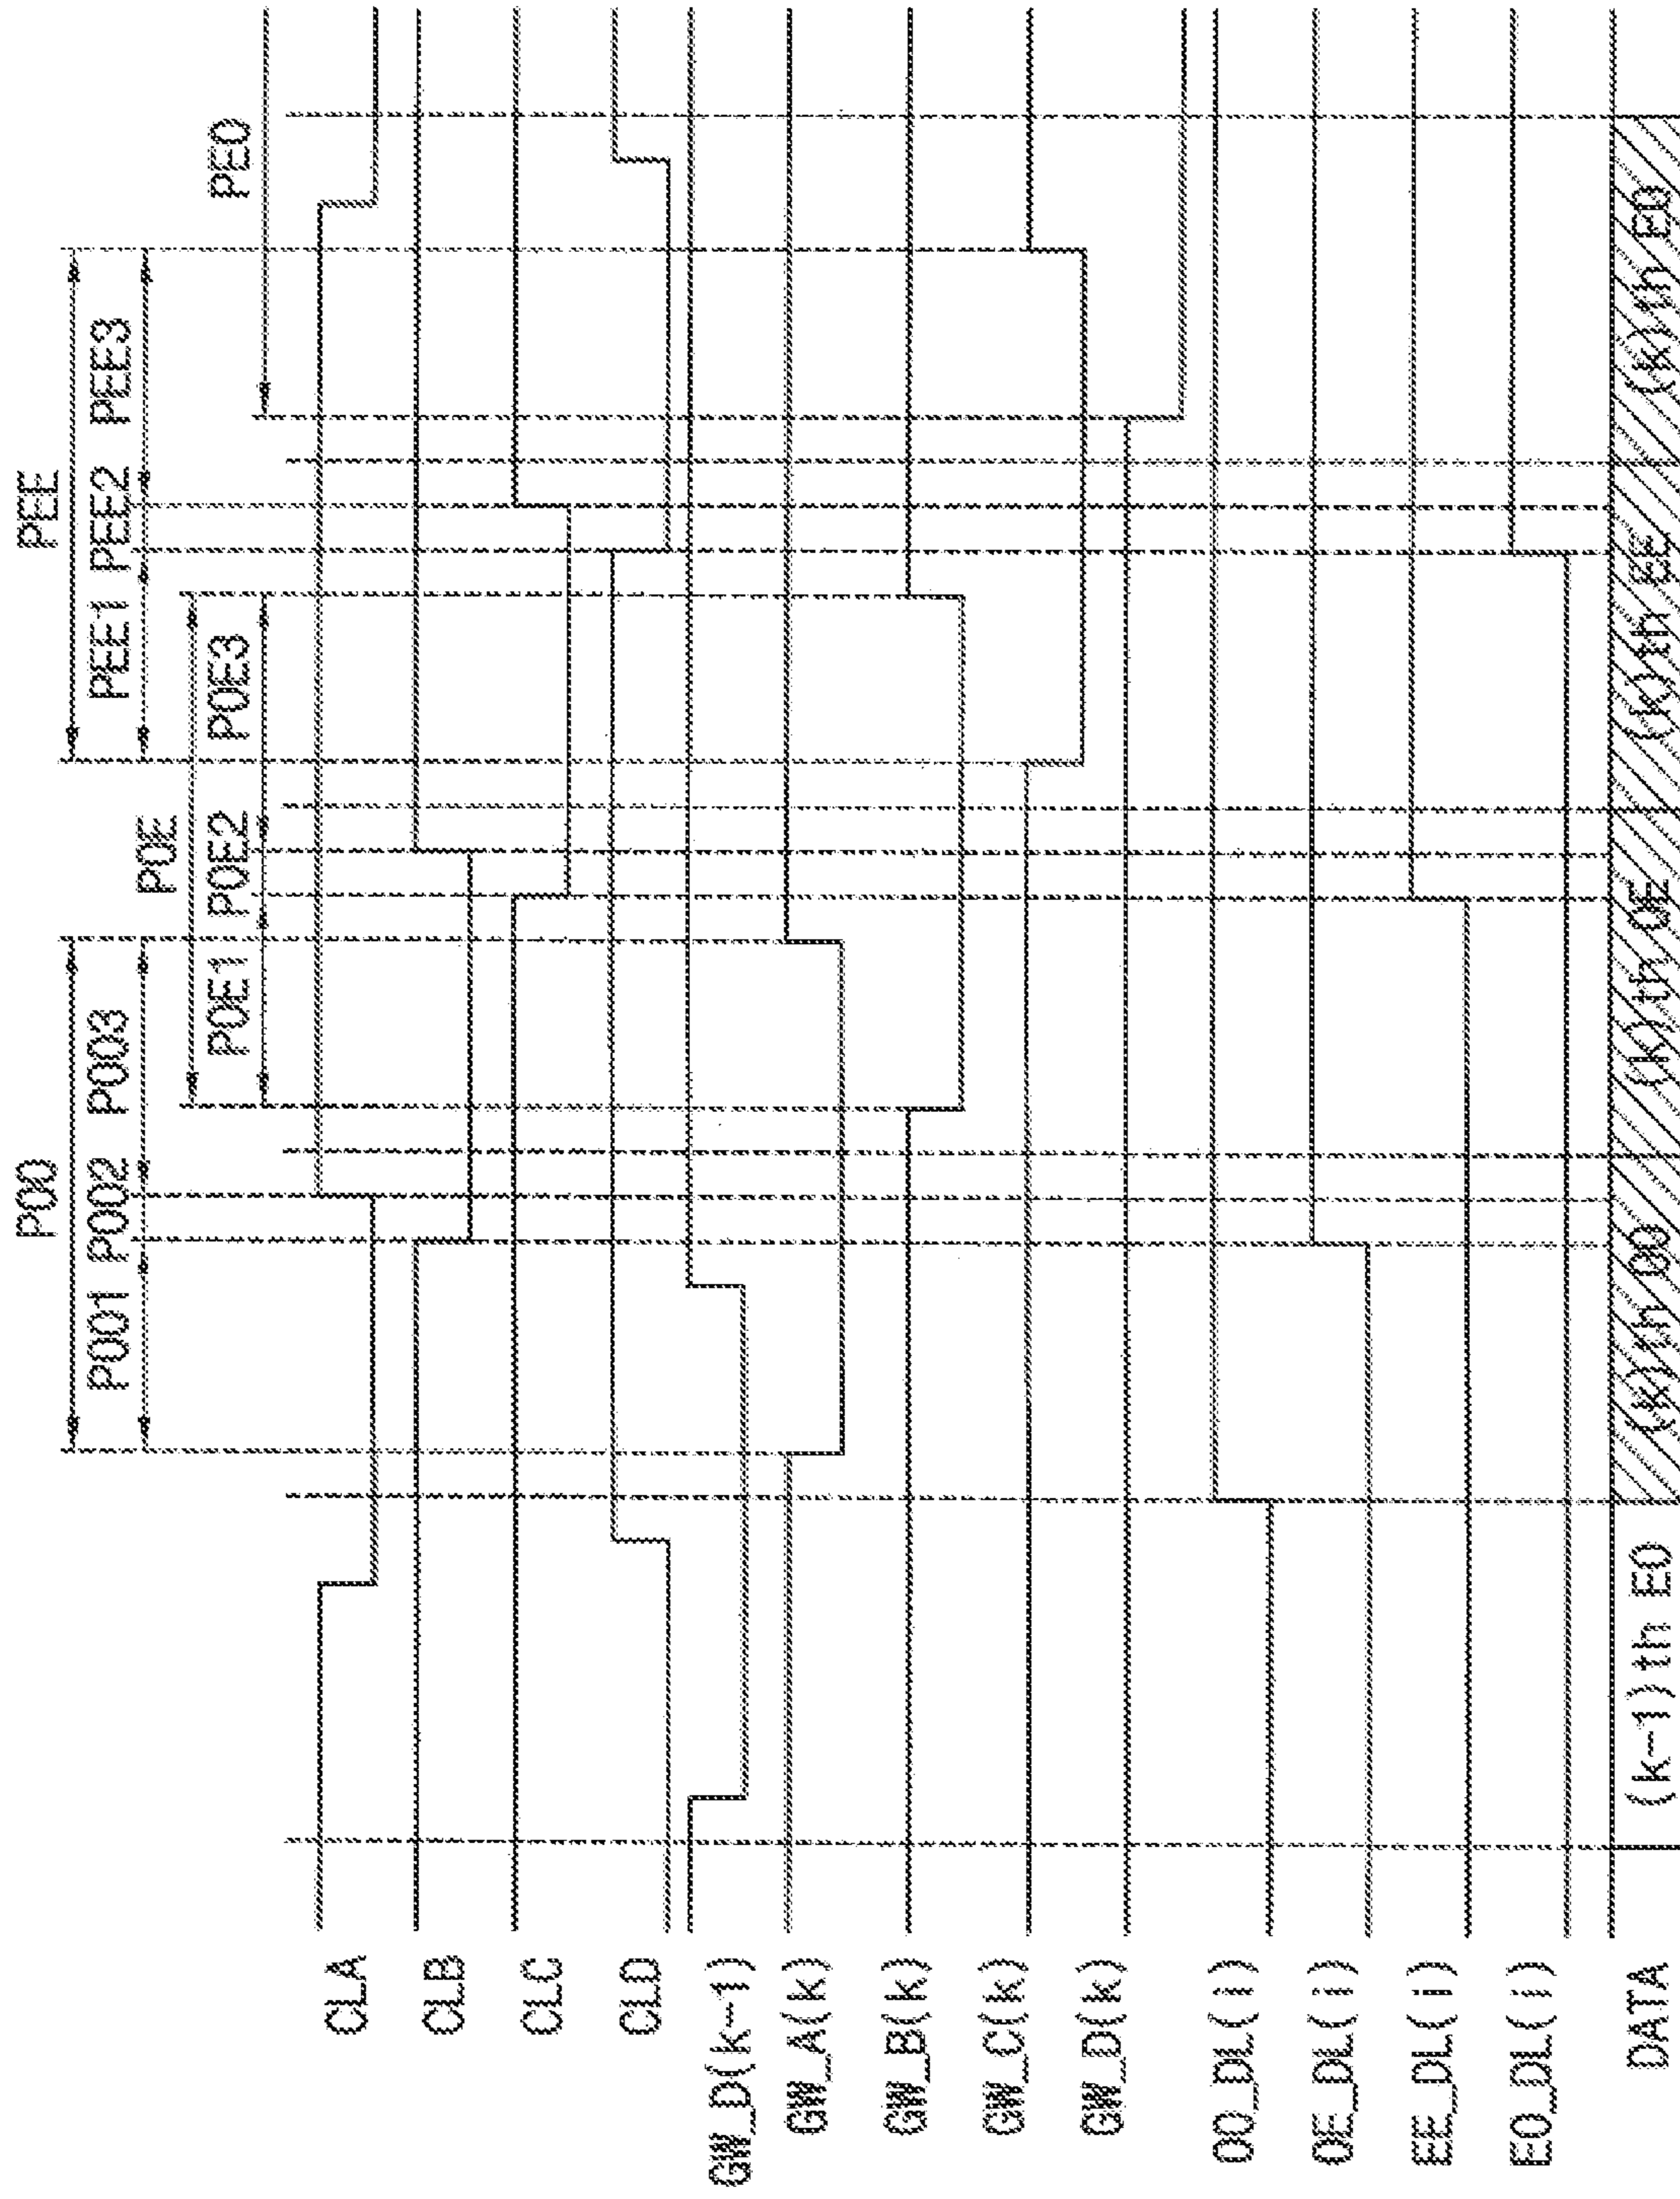 POO
PEE
POO1 POO2 POO3
PEE1 PEE2 PEE3
POE
POE1 POE2 POE3
PEO
CLA
CLB
CLC
CLD
GW_D(k-1)
GW_A(k)
GW_B(k)
GW_C(k)
GW_D(k)
OO_DL(i)
OE_DL(i)
EE_DL(i)
EO_DL(i)
DATA
(k-1)th EO
(k)th OO
(k)th OE
(k)th EE
(k)th EO